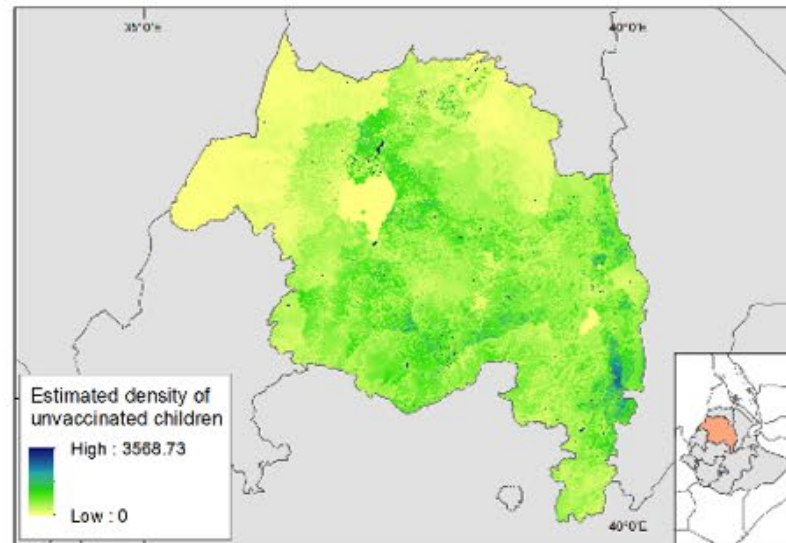 35°0'E
40°0'E
Estimated density of
unvaccinated children
High : 3568.73
Low : 0
40°0'E